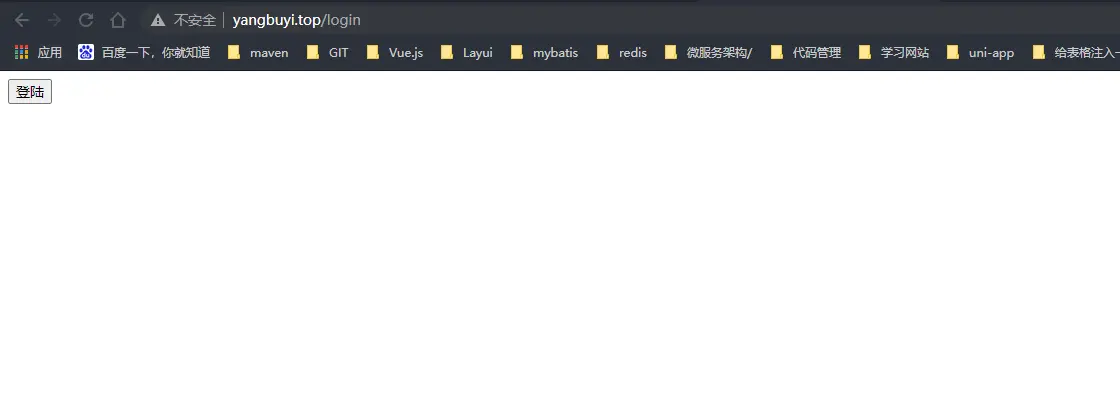 不安全 yangbuyi.top/login
应用 百度一下，你就知道 maven GIT Vue.js Layui mybatis redis 微服务架构/ 代码管理 学习网站 uni-app 给表格注入一
登陆